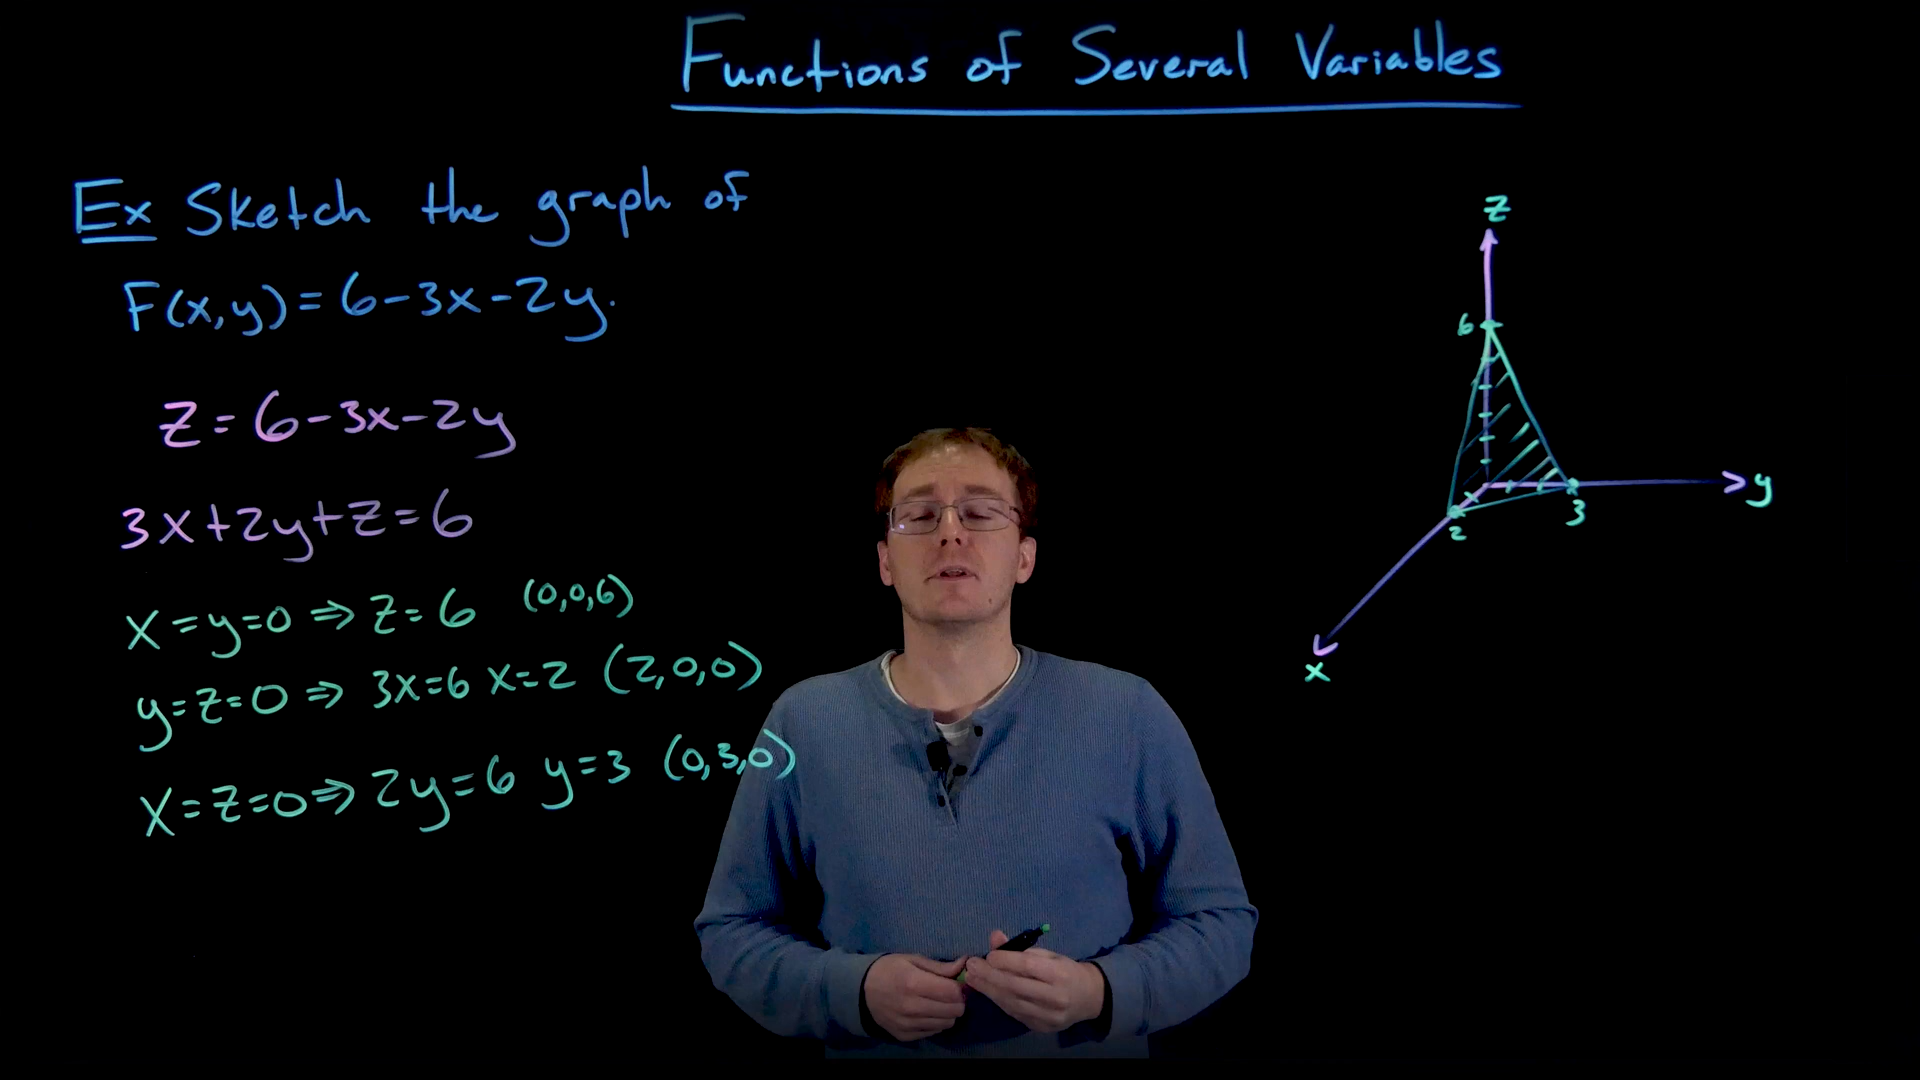 Functions of Several Variables
Ex Sketch the graph of
F(x,y)=6-3x-2y.
z=6-3x-2y
3x+2y+z=6
x=y=0⇒z=6 (0,0,6)
y=z=0⇒3x=6 x=2 (2,0,0)
x=z=0⇒2y=6 y=3 (0,3,0)
z
6
y
3
2
x